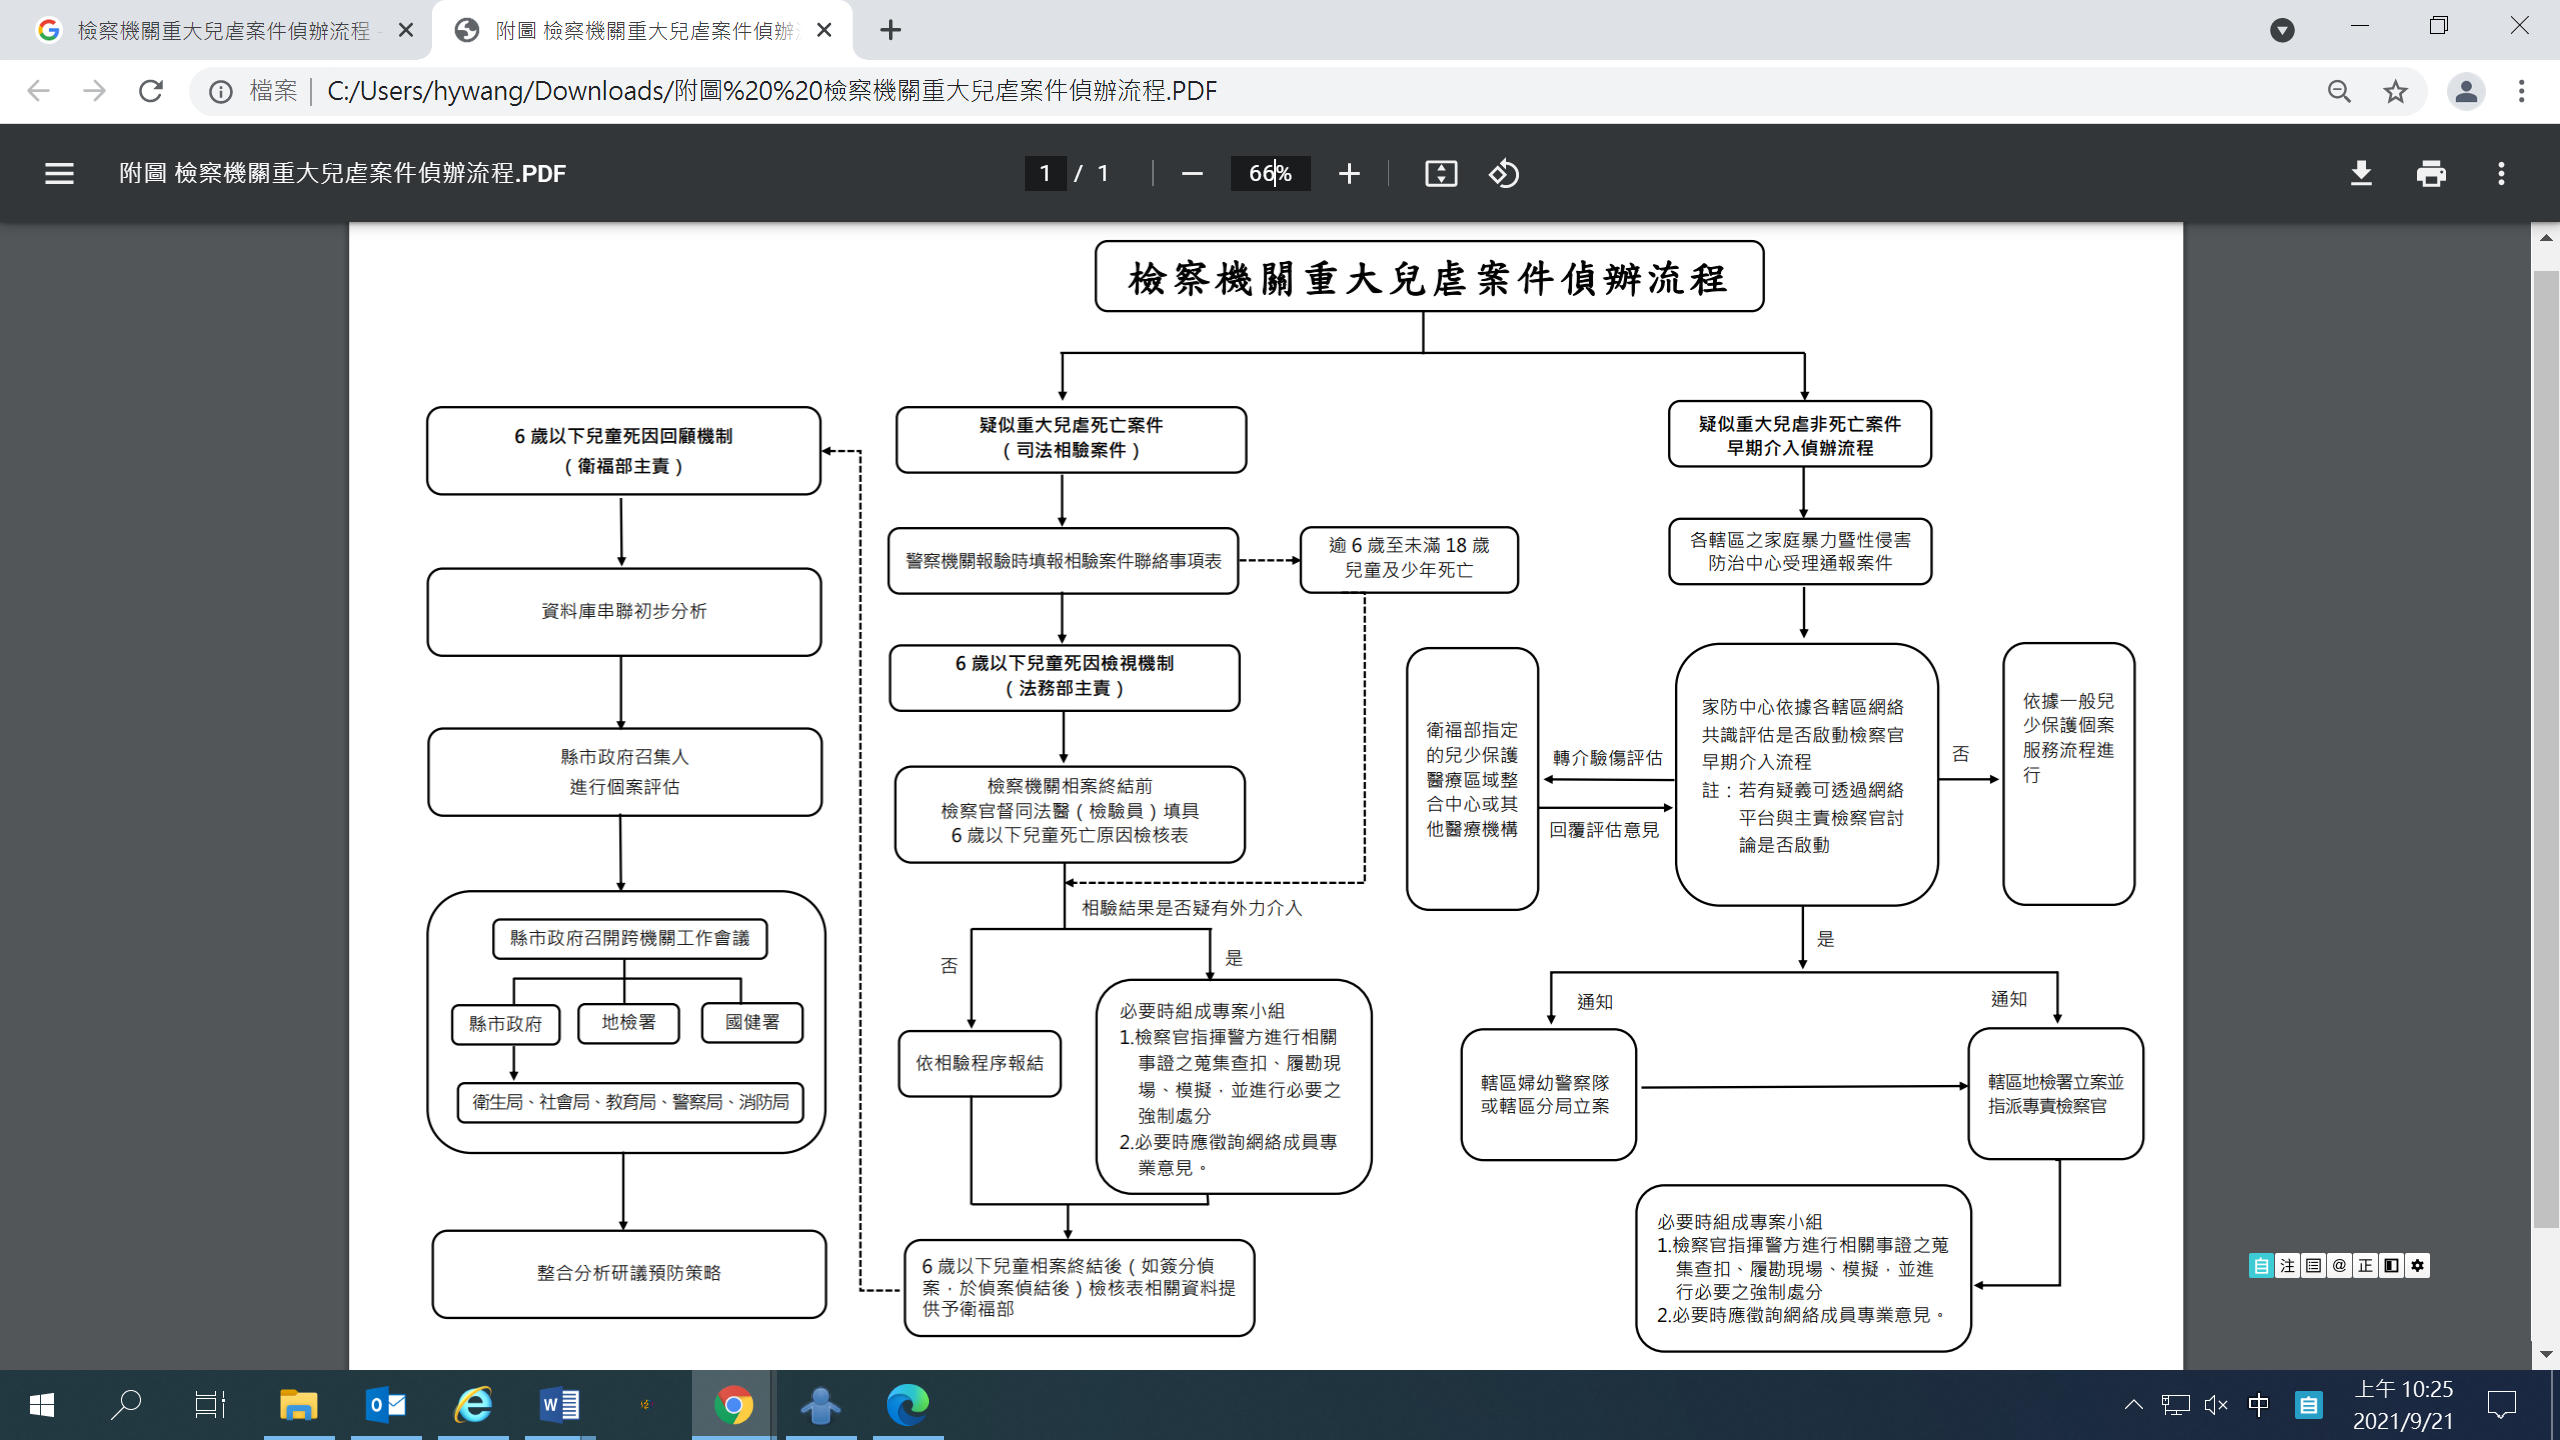 檢察機關重大兒虐案件偵辦流程 -
附圖 檢察機關重大兒虐案件偵辦
檔案
C:/Users/hywang/Downloads/附圖%20%20檢察機關重大兒虐案件偵辦流程.PDF
附圖 檢察機關重大兒虐案件偵辦流程.PDF
1 / 1
66%
檢察機關重大兒虐案件偵辦流程
6 歲以下兒童死因回顧機制
（衛福部主責）
資料庫串聯初步分析
縣市政府召集人
進行個案評估
縣市政府召開跨機關工作會議
縣市政府
地檢署
國健署
衛生局、社會局、教育局、警察局、消防局
整合分析研議預防策略
疑似重大兒虐死亡案件
（司法相驗案件）
警察機關報驗時填報相驗案件聯絡事項表
逾 6 歲至未滿 18 歲
兒童及少年死亡
6 歲以下兒童死因檢視機制
（法務部主責）
檢察機關相案終結前
檢察官督同法醫（檢驗員）填具
6 歲以下兒童死亡原因檢核表
相驗結果是否疑有外力介入
否
是
依相驗程序報結
必要時組成專案小組
1.檢察官指揮警方進行相關
事證之蒐集查扣、履勘現
場、模擬，並進行必要之
強制處分
2.必要時應徵詢網絡成員專
業意見。
6 歲以下兒童相案終結後（如簽分偵
案，於偵案偵結後）檢核表相關資料提
供予衛福部
疑似重大兒虐非死亡案件
早期介入偵辦流程
各轄區之家庭暴力暨性侵害
防治中心受理通報案件
衛福部指定
的兒少保護
醫療區域整
合中心或其
他醫療機構
轉介驗傷評估
回覆評估意見
家防中心依據各轄區網絡
共識評估是否啟動檢察官
早期介入流程
註：若有疑義可透過網絡
平台與主責檢察官討
論是否啟動
否
依據一般兒
少保護個案
服務流程進
行
是
通知
通知
轄區婦幼警察隊
或轄區分局立案
轄區地檢署立案並
指派專責檢察官
必要時組成專案小組
1.檢察官指揮警方進行相關事證之蒐
集查扣、履勘現場、模擬，並進
行必要之強制處分
2.必要時應徵詢網絡成員專業意見。
自 注 @ 正
中 自
上午 10:25
2021/9/21